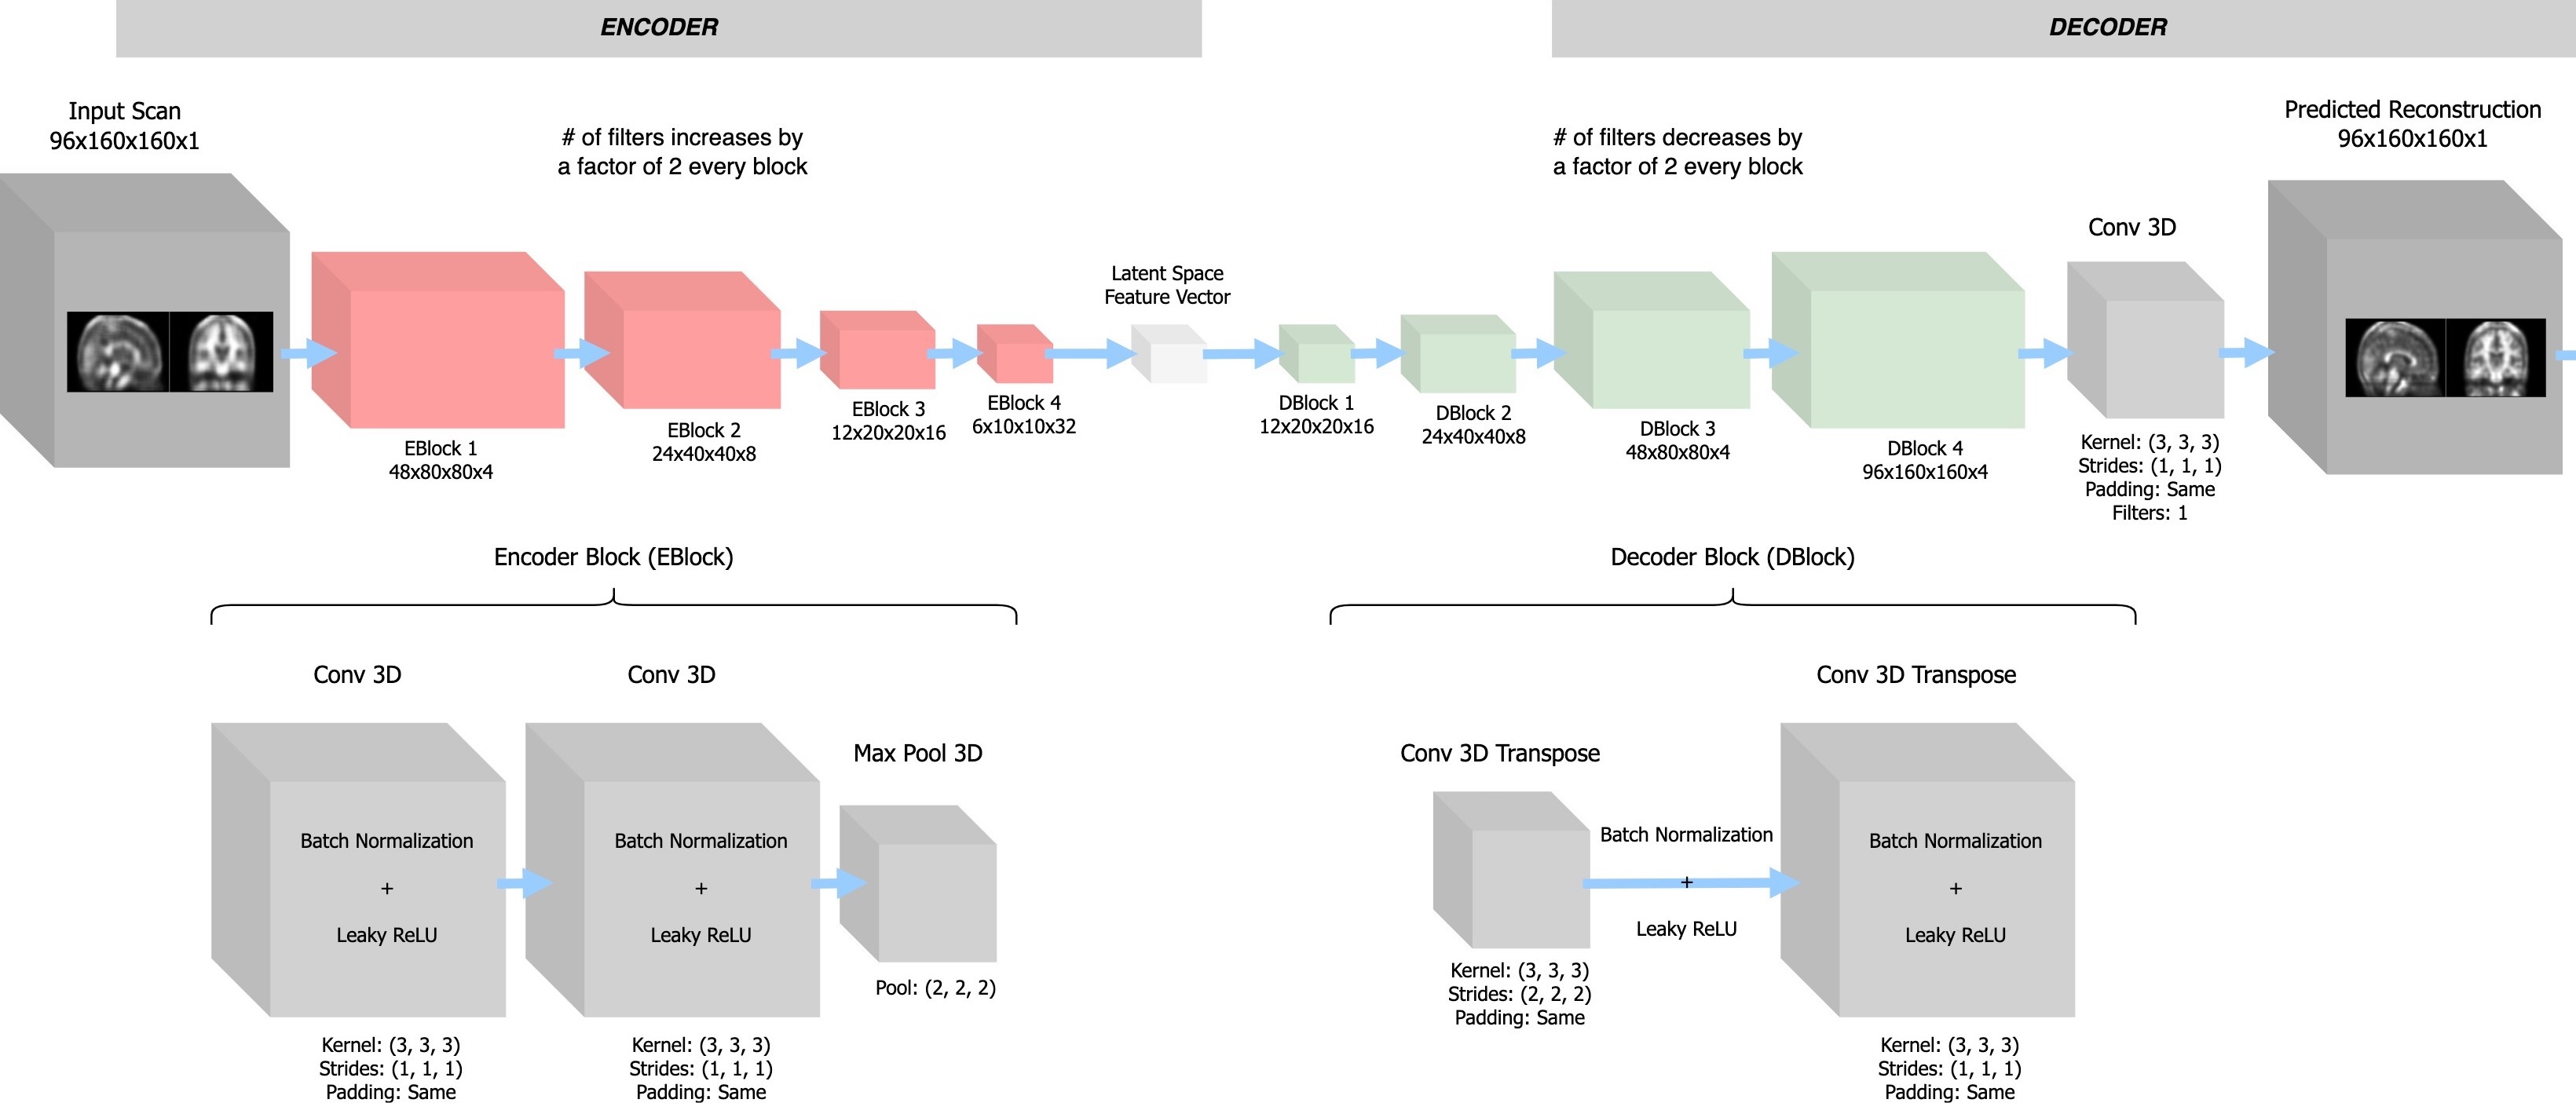 ENCODER
DECODER
Input Scan
96x160x160x1
# of filters increases by
a factor of 2 every block
# of filters decreases by
a factor of 2 every block
Predicted Reconstruction
96x160x160x1
Conv 3D
Latent Space
Feature Vector
EBlock 1
48x80x80x4
EBlock 2
24x40x40x8
EBlock 3
12x20x20x16
EBlock 4
6x10x10x32
DBlock 1
12x20x20x16
DBlock 2
24x40x40x8
DBlock 3
48x80x80x4
DBlock 4
96x160x160x4
Kernel: (3, 3, 3)
Strides: (1, 1, 1)
Padding: Same
Filters: 1
Encoder Block (EBlock)
Conv 3D
Conv 3D
Max Pool 3D
Batch Normalization
+
Leaky ReLU
Batch Normalization
+
Leaky ReLU
Pool: (2, 2, 2)
Kernel: (3, 3, 3)
Strides: (1, 1, 1)
Padding: Same
Kernel: (3, 3, 3)
Strides: (1, 1, 1)
Padding: Same
Decoder Block (DBlock)
Conv 3D Transpose
Conv 3D Transpose
Batch Normalization
+
Leaky ReLU
Batch Normalization
+
Leaky ReLU
Kernel: (3, 3, 3)
Strides: (2, 2, 2)
Padding: Same
Kernel: (3, 3, 3)
Strides: (1, 1, 1)
Padding: Same